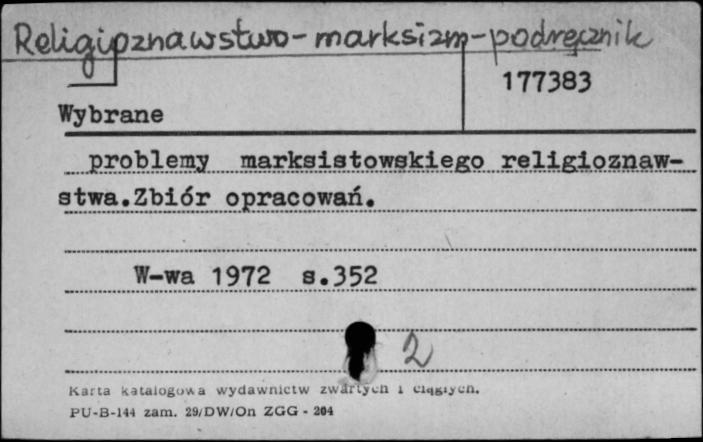 Religioznawstwo - marksizm - podręcznik
177383
Wybrane
problemy marksistowskiego religioznaw-
stwa.Zbiór opracowań.
W-wa 1972 s.352
2
Karta katalogowa wydawnictw zwartych i ciągłych.
PU-B-144 zam. 29/DW/On ZGG - 204